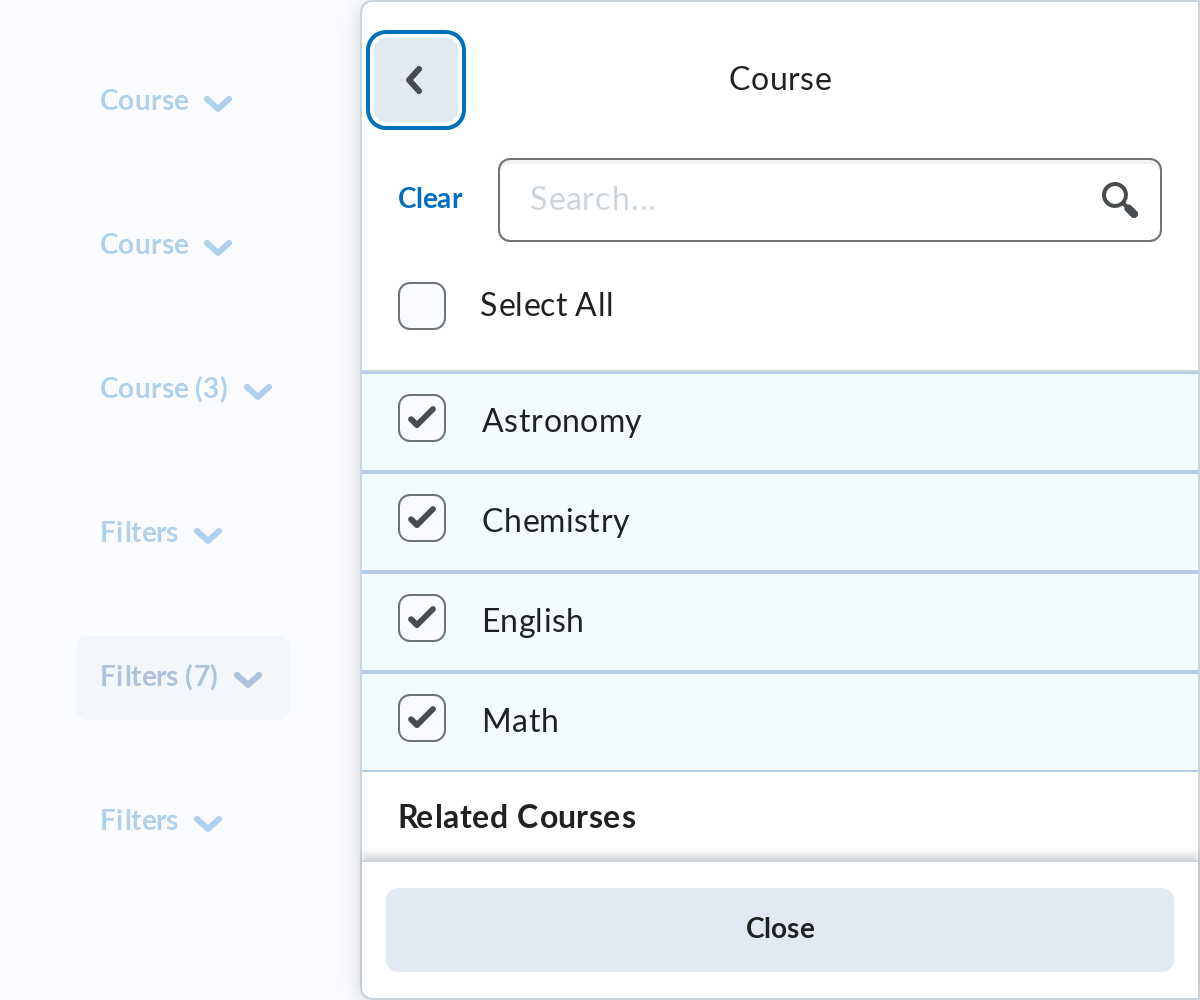 Course
Course
Course (3)
Filters
Filters (7)
Filters
Course
Clear
Search...
Select All
Astronomy
Chemistry
English
Math
Related Courses
Close